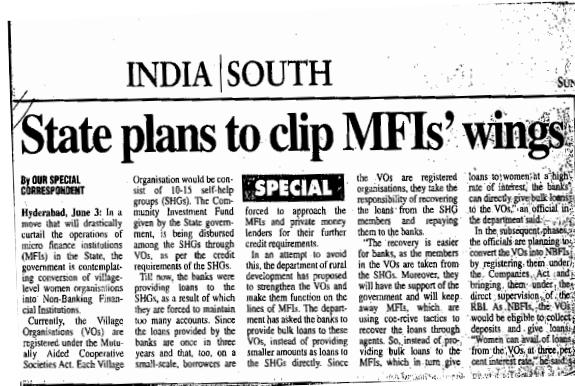 INDIA | SOUTH
SUN
State plans to clip MFIs' wings
By OUR SPECIAL
CORRESPONDENT
Hyderabad, June 3: In a
move that will drastically
curtail the operations of
micro finance institutions
(MFIs) in the State, the
government is contemplat-
ing conversion of village-
level women organisations
into Non-Banking Finan-
cial Institutions.
Currently, the Village
Organisations (VOs) are
registered under the Mutu-
ally Aided Cooperative
Societies Act. Each Village
Organisation would be con-
sist of 10-15 self-help
groups (SHGs). The Com-
munity Investment Fund
given by the State govern-
ment, is being disbursed
among the SHGs through
VOs, as per the credit
requirements of the SHGs.
Till now, the banks were
providing loans to the
SHGs, as a result of which
they are forced to maintain
too many accounts. Since
the loans provided by the
banks are once in three
years and that, too, on a
small-scale, borrowers are
SPECIAL
forced to approach the
MFIs and private money
lenders for their further
credit requirements.
In an attempt to avoid
this, the department of rural
development has proposed
to strengthen the VOs and
make them function on the
lines of MFIs. The depart-
ment has asked the banks to
provide bulk loans to these
VOs, instead of providing
smaller amounts as loans to
the SHGs directly. Since
the VOs are registered
organisations, they take the
responsibility of recovering
the loans from the SHG
members and repaying
them to the banks.
"The recovery is easier
for banks, as the members
in the VOs are taken from
the SHGs. Moreover, they
will have the support of the
government and will keep
away MFIs, which are
using coe-rcive tactics to
recover the loans through
agents. So, instead of pro-
viding bulk loans to the
MFIs, which in turn give
loans to women at a high
rate of interest, the banks
can directly give bulk loans
to the VOs," an official in
the department said.
In the subsequent phases,
the officials are planning to
convert the VOs into NBFIs
by registering them under
the Companies Act and
bringing them under the
direct supervision of the
RBI. As NBFIs, the VOs
would be eligible to collect
deposits and give loans.
"Women can avail of loans
from the VOs at three per
cent interest rate," he said.